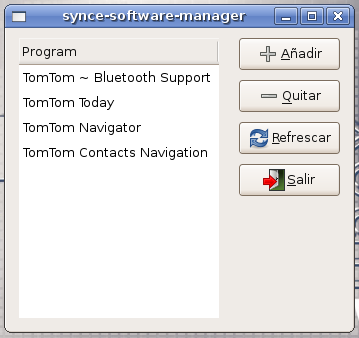 synce-software-manager
Program
TomTom ~ Bluetooth Support
TomTom Today
TomTom Navigator
TomTom Contacts Navigation
Añadir
Quitar
Refrescar
Salir